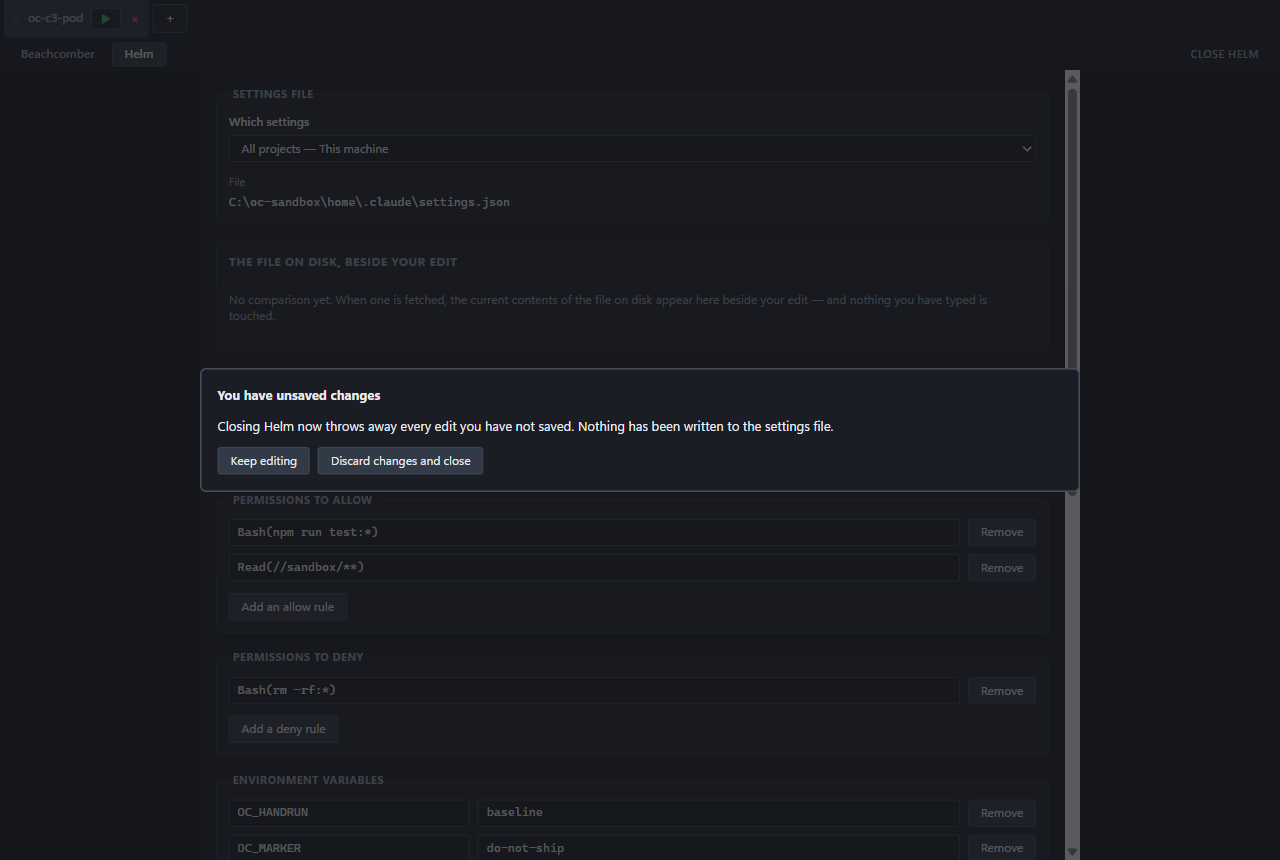 oc-c3-pod
+
Beachcomber
Helm
CLOSE HELM
SETTINGS FILE
Which settings
All projects — This machine
File
C:\oc-sandbox\home\.claude\settings.json
THE FILE ON DISK, BESIDE YOUR EDIT
No comparison yet. When one is fetched, the current contents of the file on disk appear here beside your edit — and nothing you have typed is
touched.
You have unsaved changes
Closing Helm now throws away every edit you have not saved. Nothing has been written to the settings file.
Keep editing
Discard changes and close
PERMISSIONS TO ALLOW
Bash(npm run test:*)
Remove
Read(//sandbox/**)
Remove
Add an allow rule
PERMISSIONS TO DENY
Bash(rm -rf:*)
Remove
Add a deny rule
ENVIRONMENT VARIABLES
OC_HANDRUN
baseline
Remove
OC_MARKER
do-not-ship
Remove